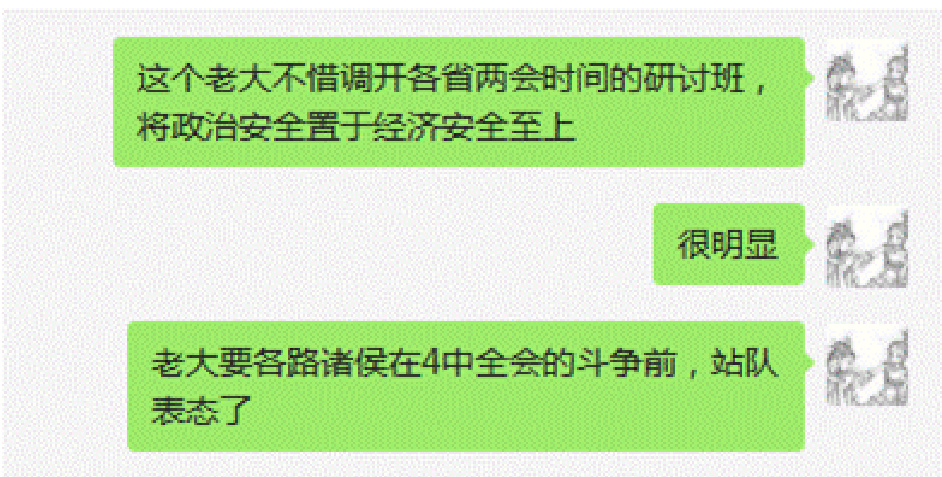 这个老大不惜调开各省两会时间的研讨班，
将政治安全置于经济安全至上
很明显
老大要各路诸侯在4中全会的斗争前，站队
表态了